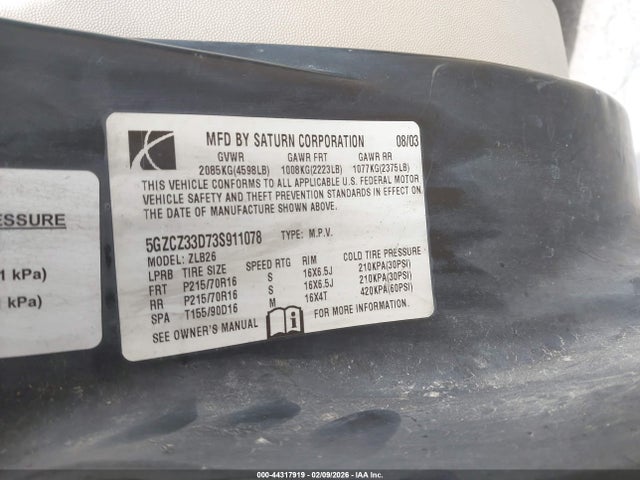 MFD BY SATURN CORPORATION 08/03
GVWR GAWR FRT GAWR RR
2085KG(4598LB) 1008KG(2223LB) 1077KG(2375LB)
THIS VEHICLE CONFORMS TO ALL APPLICABLE U.S. FEDERAL MOTOR
VEHICLE SAFETY AND THEFT PREVENTION STANDARDS IN EFFECT ON
THE DATE OF MANUFACTURE SHOWN ABOVE.
5GZCZ33D73S911078 TYPE: M.P.V.
MODEL: ZLB26
LPRB TIRE SIZE SPEED RTG RIM COLD TIRE PRESSURE
FRT P215/70R16 S 16X6.5J 210KPA(30PSI)
RR P215/70R16 S 16X6.5J 210KPA(30PSI)
SPA T155/90D16 M 16X4T 420KPA(60PSI)
SEE OWNER'S MANUAL i FOR MORE INFORMATION.
RESSURE
1 kPa)
1 kPa)
000-44317919 - 02/09/2026 - IAA Inc.